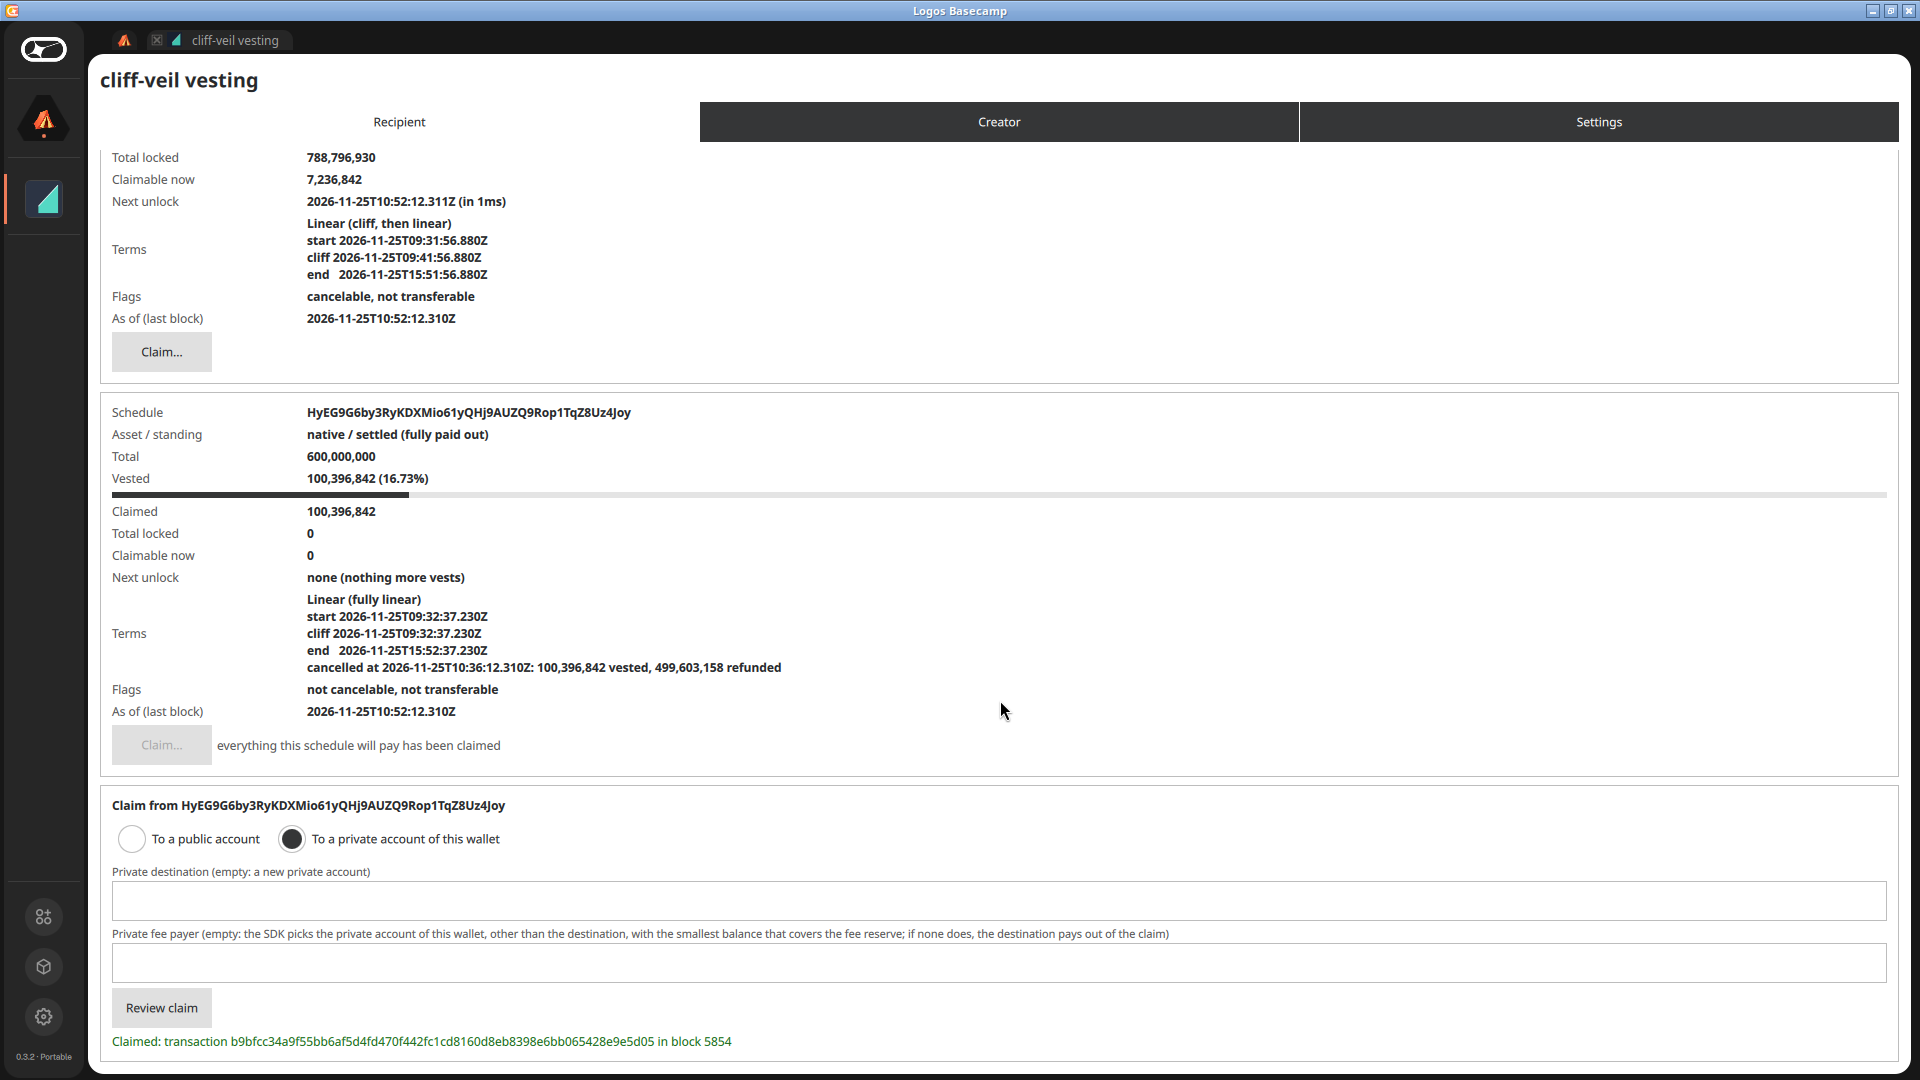 Logos Basecamp
cliff-veil vesting
cliff-veil vesting
Recipient
Creator
Settings
Total locked 788,796,930
Claimable now 7,236,842
Next unlock 2026-11-25T10:52:12.311Z (in 1ms)
Linear (cliff, then linear)
start 2026-11-25T09:31:56.880Z
Terms
cliff 2026-11-25T09:41:56.880Z
end 2026-11-25T15:51:56.880Z
Flags cancelable, not transferable
As of (last block) 2026-11-25T10:52:12.310Z
Claim...
Schedule HyEG9G6by3RyKDXMio61yQHj9AUZQ9Rop1TqZ8Uz4Joy
Asset / standing native / settled (fully paid out)
Total 600,000,000
Vested 100,396,842 (16.73%)
Claimed 100,396,842
Total locked 0
Claimable now 0
Next unlock none (nothing more vests)
Linear (fully linear)
start 2026-11-25T09:32:37.230Z
Terms cliff 2026-11-25T09:32:37.230Z
end 2026-11-25T15:52:37.230Z
cancelled at 2026-11-25T10:36:12.310Z: 100,396,842 vested, 499,603,158 refunded
Flags not cancelable, not transferable
As of (last block) 2026-11-25T10:52:12.310Z
Claim... everything this schedule will pay has been claimed
Claim from HyEG9G6by3RyKDXMio61yQHj9AUZQ9Rop1TqZ8Uz4Joy
To a public account To a private account of this wallet
Private destination (empty: a new private account)
Private fee payer (empty: the SDK picks the private account of this wallet, other than the destination, with the smallest balance that covers the fee reserve; if none does, the destination pays out of the claim)
Review claim
Claimed: transaction b9bfcc34a9f55bb6af5d4fd470f442fc1cd8160d8eb8398e6bb065428e9e5d05 in block 5854
0.3.2 · Portable